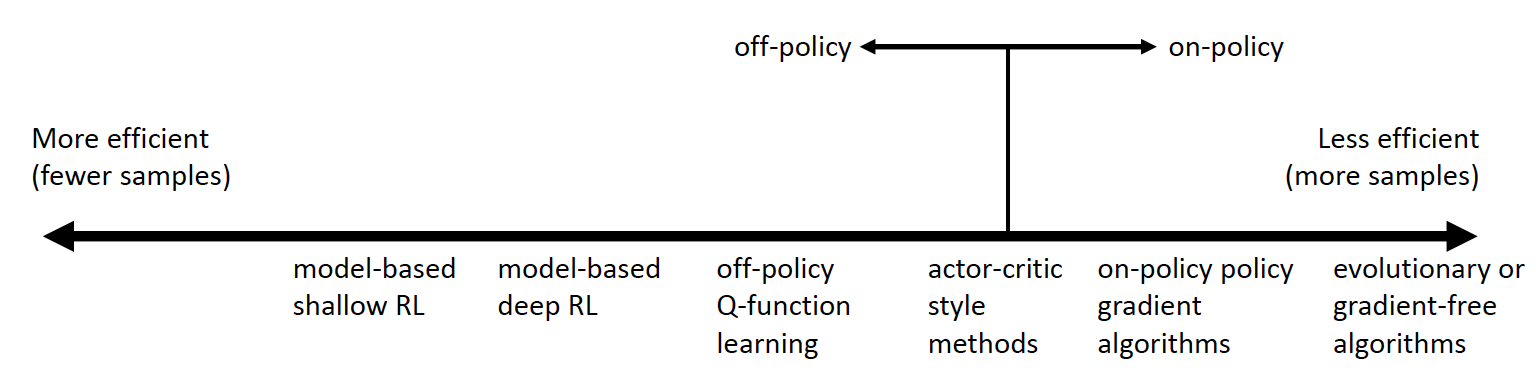 off-policy
on-policy
More efficient
(fewer samples)
Less efficient
(more samples)
model-based
shallow RL
model-based
deep RL
off-policy
Q-function
learning
actor-critic
style
methods
on-policy policy
gradient
algorithms
evolutionary or
gradient-free
algorithms